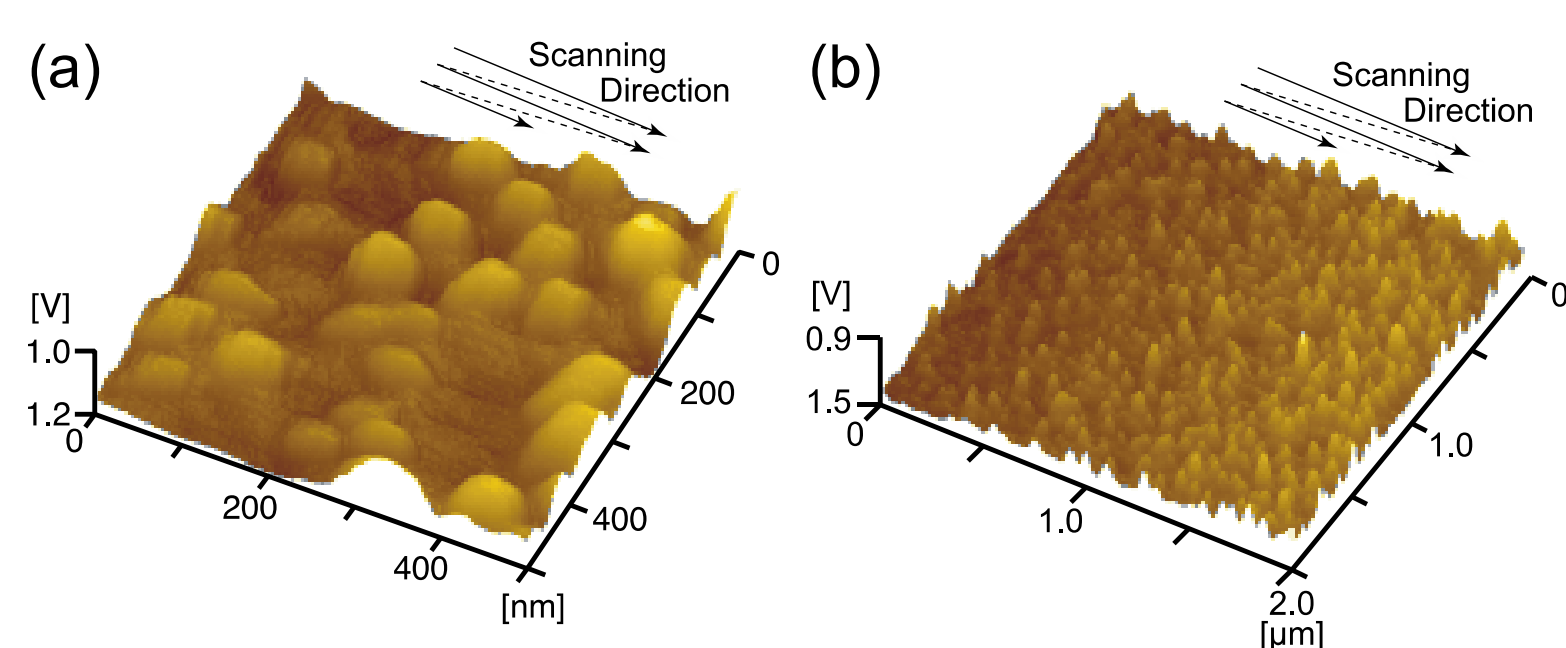 (a)
Scanning
Direction
[V]
1.0
1.2
0
200
400
[nm]
0
200
400
(b)
Scanning
Direction
[V]
0.9
1.5
0
1.0
2.0
[μm]
0
1.0